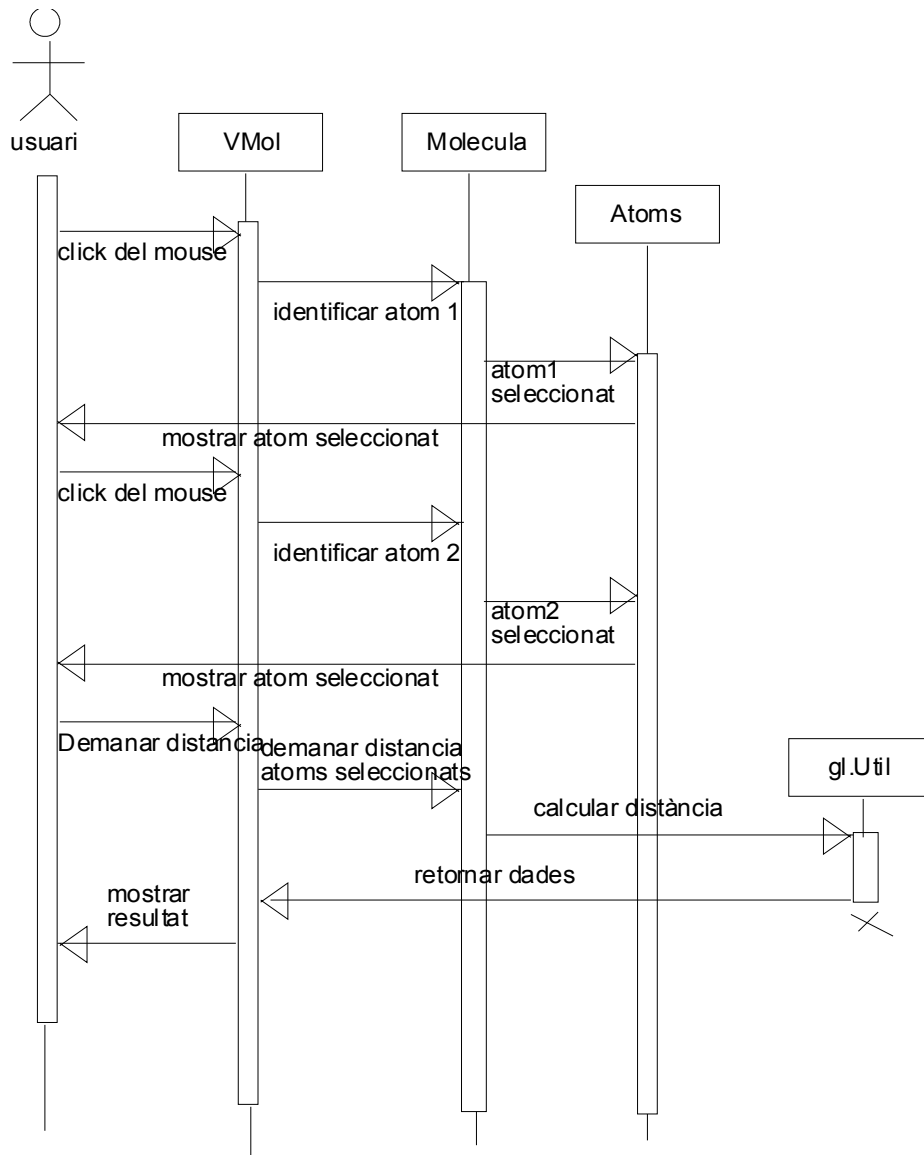 usuari
VMol
Molecula
Atoms
click del mouse
identificar atom 1
atom1
seleccionat
mostrar atom seleccionat
click del mouse
identificar atom 2
atom2
seleccionat
mostrar atom seleccionat
Demanar distància
demanar distancia
atoms seleccionats
gl.Util
calcular distància
retornar dades
mostrar
resultat